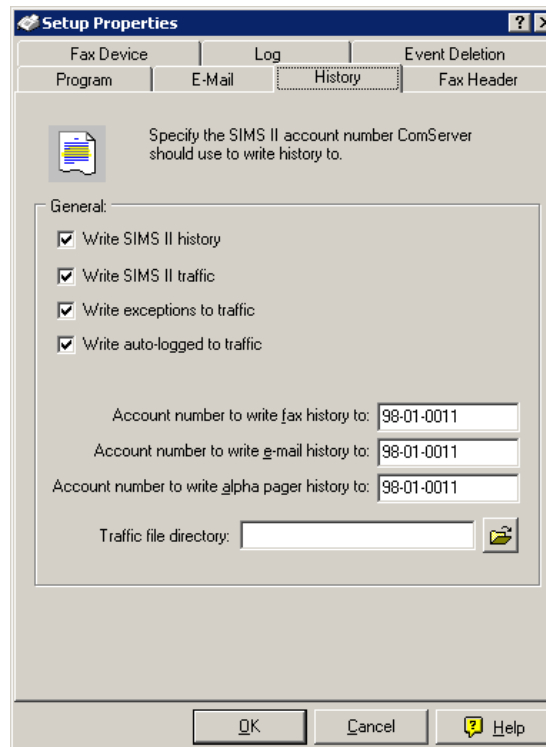 Setup Properties
Fax Device Log Event Deletion
Program E-Mail History Fax Header
Specify the SIMS II account number ComServer
should use to write history to.
General:
Write SIMS II history
Write SIMS II traffic
Write exceptions to traffic
Write auto-logged to traffic
Account number to write fax history to: 98-01-0011
Account number to write e-mail history to: 98-01-0011
Account number to write alpha pager history to: 98-01-0011
Traffic file directory:
OK Cancel Help